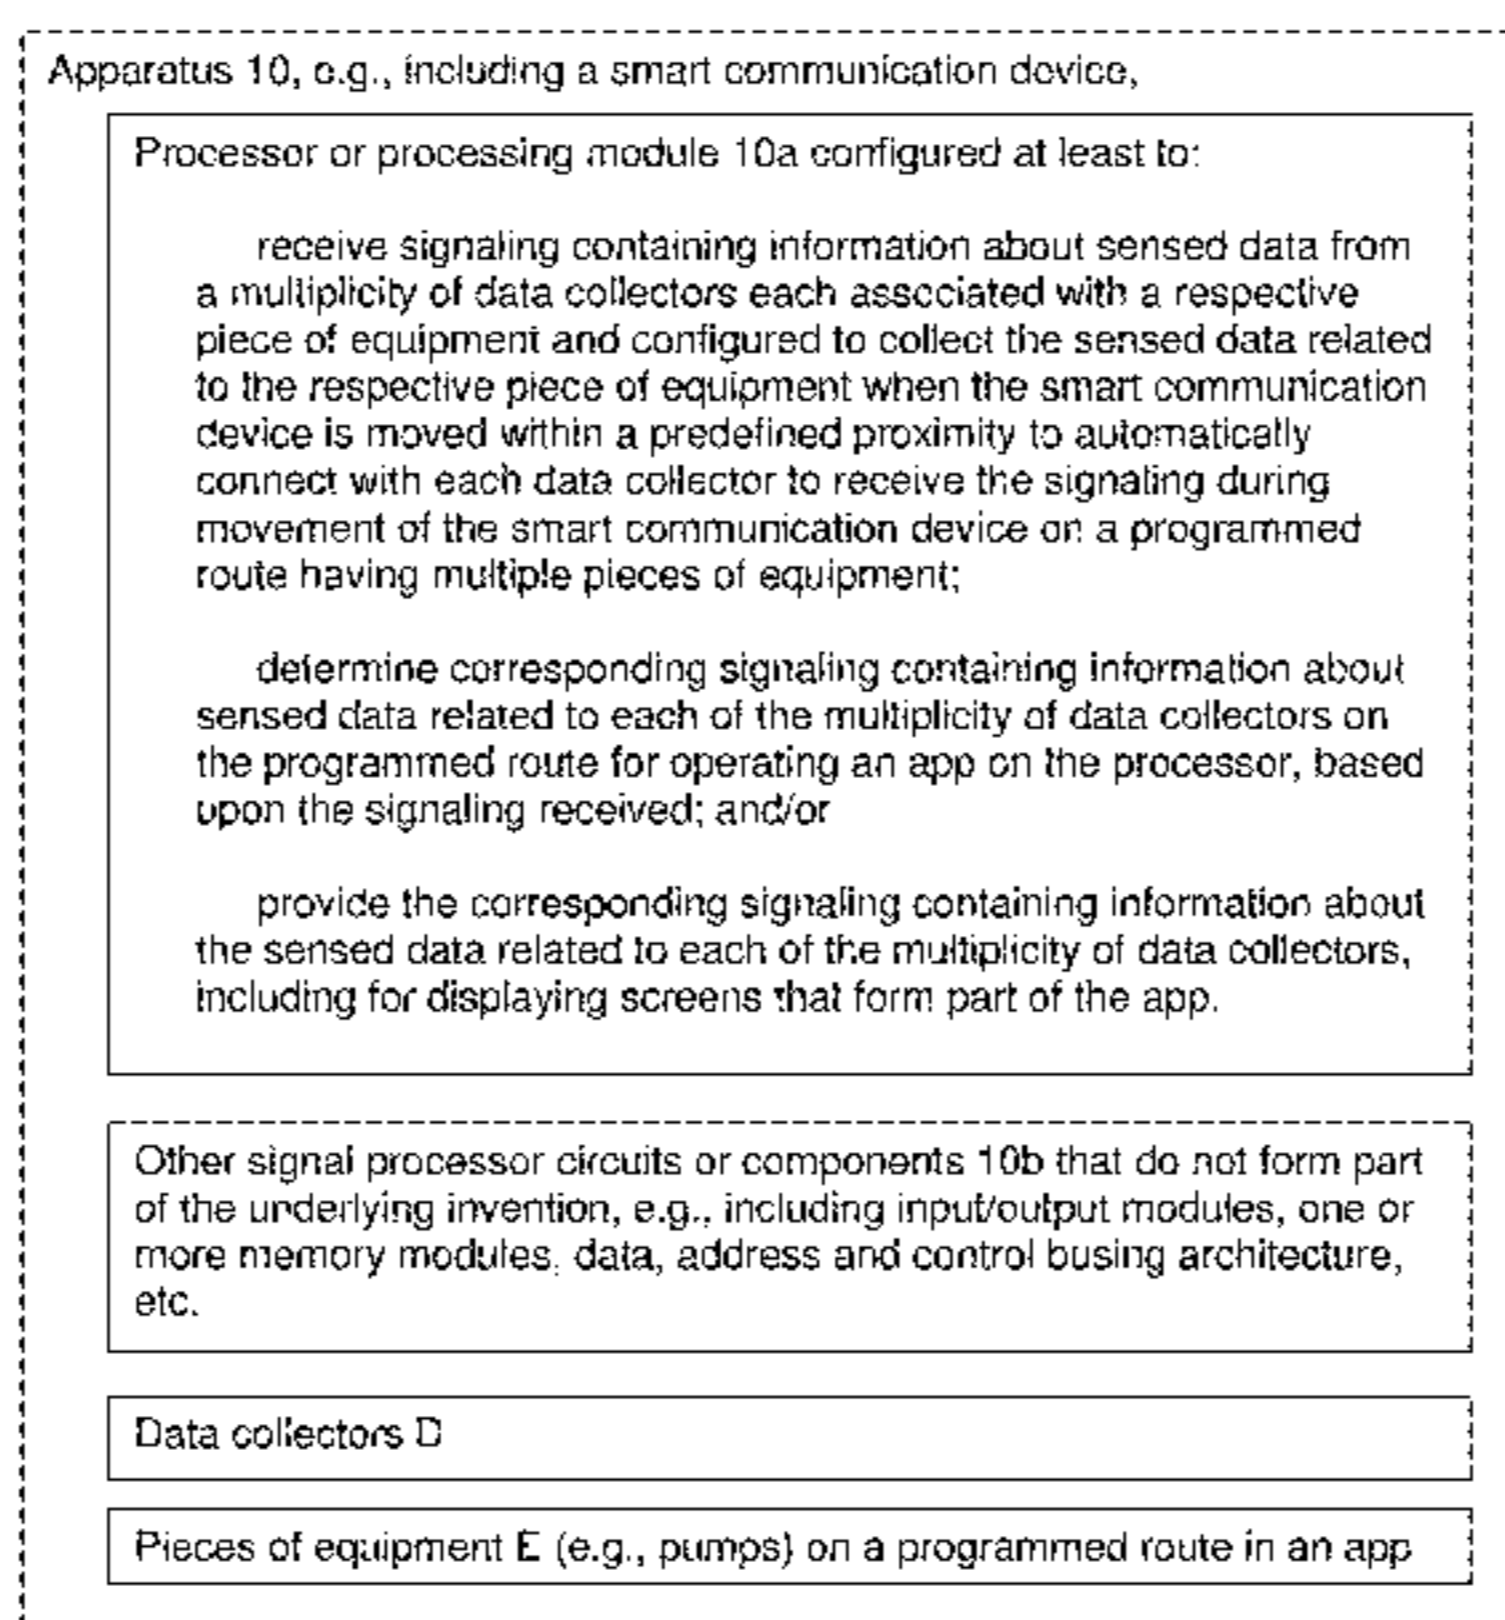 Apparatus 10, e.g., including a smart communication device,
Processor or processing module 10a configured at least to:
receive signaling containing information about sensed data from
a multiplicity of data collectors each associated with a respective
piece of equipment and configured to collect the sensed data related
to the respective piece of equipment when the smart communication
device is moved within a predefined proximity to automatically
connect with each data collector to receive the signaling during
movement of the smart communication device on a programmed
route having multiple pieces of equipment;
determine corresponding signaling containing information about
sensed data related to each of the multiplicity of data collectors on
the programmed route for operating an app on the processor, based
upon the signaling received; and/or
provide the corresponding signaling containing information about
the sensed data related to each of the multiplicity of data collectors,
including for displaying screens that form part of the app.
Other signal processor circuits or components 10b that do not form part
of the underlying invention, e.g., including input/output modules, one or
more memory modules, data, address and control busing architecture,
etc.
Data collectors D
Pieces of equipment E (e.g., pumps) on a programmed route in an app